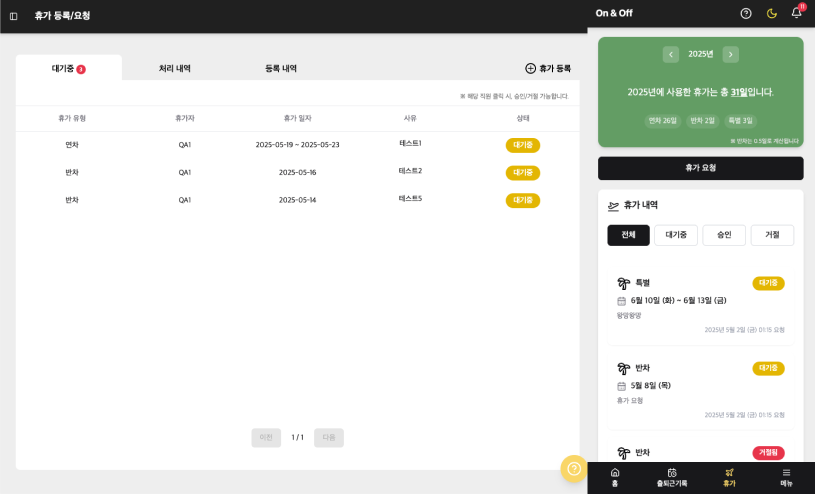 휴가 등록/요청
대기중 3
처리 내역
등록 내역
휴가 등록
※ 해당 직원 클릭 시, 승인/거절 가능합니다.
휴가 유형 휴가자 휴가 일자 사유 상태
연차 QA1 2025-05-19 ~ 2025-05-23 테스트1 대기중
반차 QA1 2025-05-16 테스트2 대기중
반차 QA1 2025-05-14 테스트5 대기중
이전 1 / 1 다음
On & Off
11
2025년
2025년에 사용한 휴가는 총 31일입니다.
연차 26일 반차 2일 특별 3일
※ 반차는 0.5일로 계산됩니다
휴가 요청
휴가 내역
전체 대기중 승인 거절
특별 대기중
6월 10일 (화) ~ 6월 13일 (금)
2025년 5월 2일 (금) 01:15 요청
반차 대기중
5월 8일 (목)
휴가 요청
2025년 5월 2일 (금) 01:15 요청
반차 거절됨
홈 출퇴근기록 휴가 메뉴